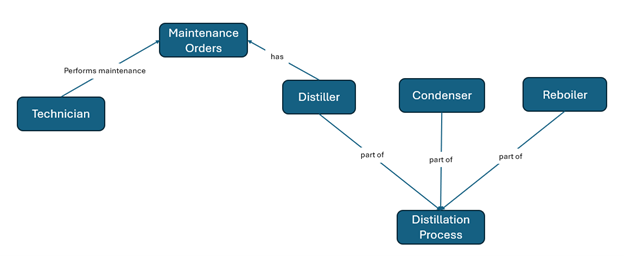 Maintenance
Orders
has
Performs maintenance
Distiller
Condenser
Reboiler
Technician
part of
part of
part of
Distillation
Process